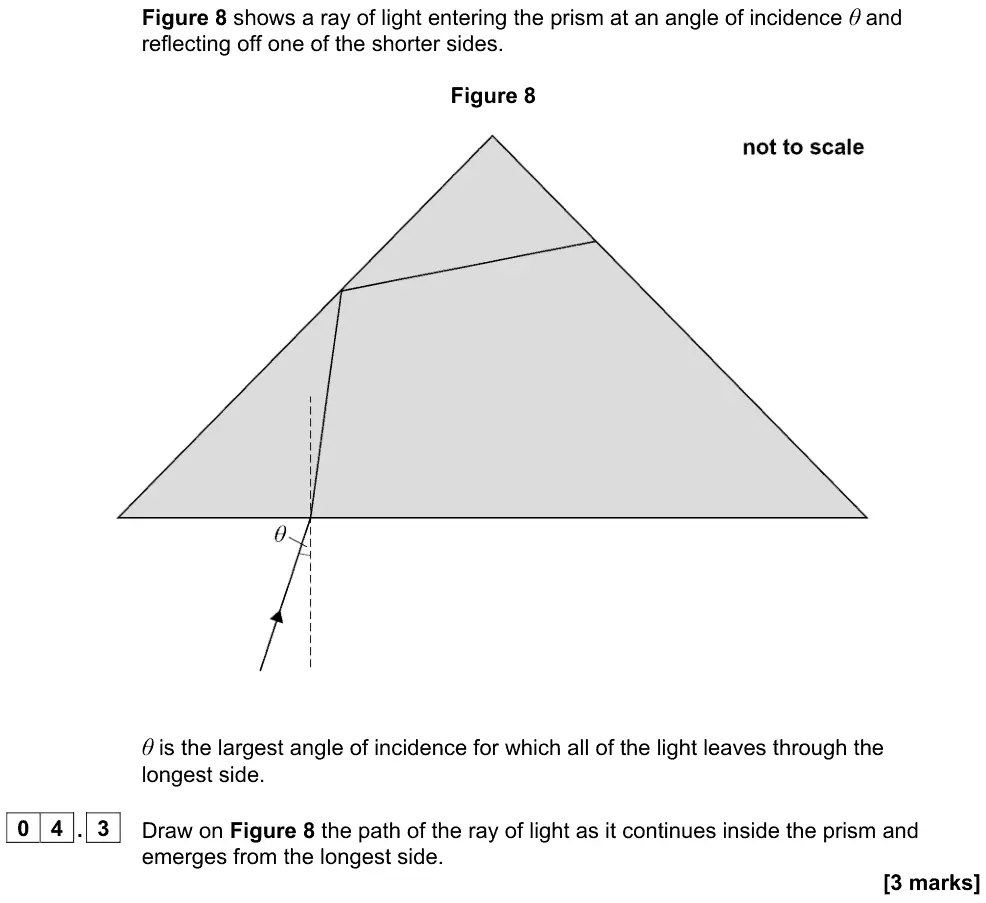 Figure 8 shows a ray of light entering the prism at an angle of incidence θ and
reflecting off one of the shorter sides.
Figure 8
not to scale
θ
θ is the largest angle of incidence for which all of the light leaves through the
longest side.
0 4 . 3 Draw on Figure 8 the path of the ray of light as it continues inside the prism and
emerges from the longest side.
[3 marks]